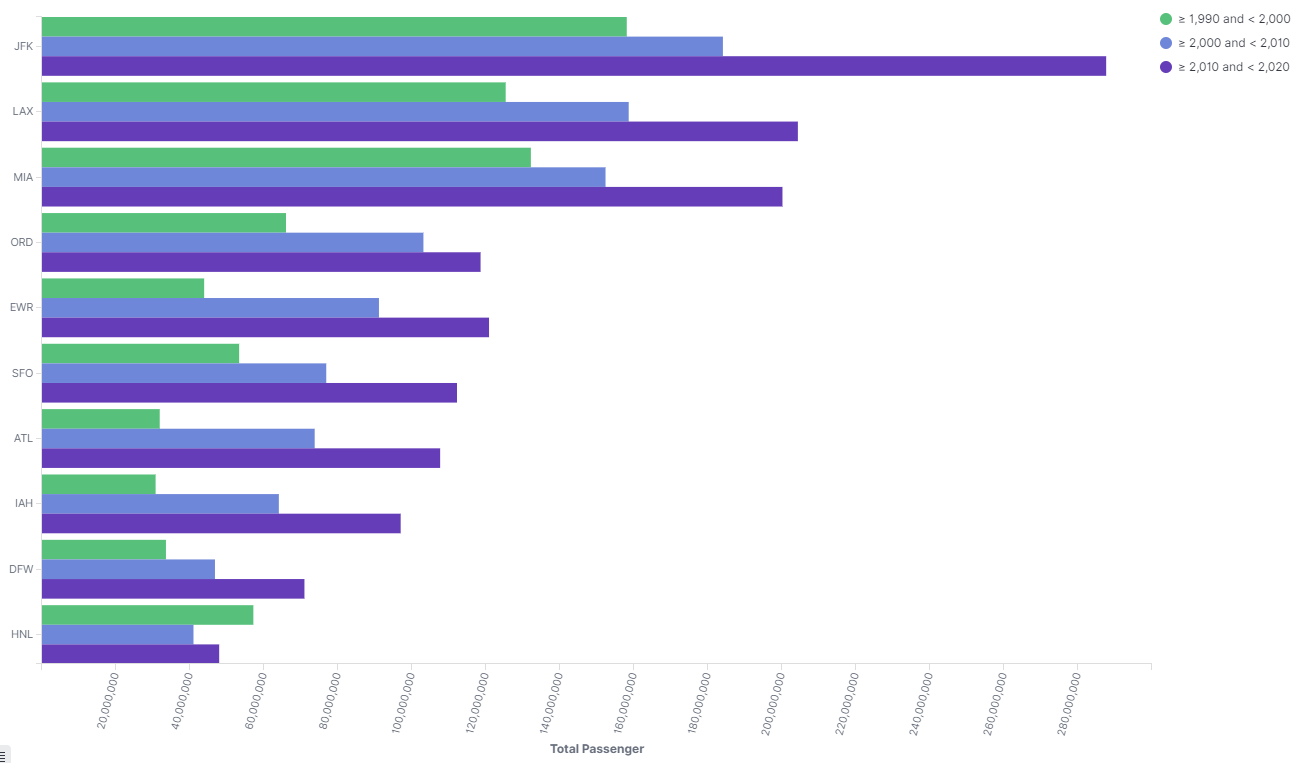 ≥ 1,990 and < 2,000
≥ 2,000 and < 2,010
≥ 2,010 and < 2,020
JFK
LAX
MIA
ORD
EWR
SFO
ATL
IAH
DFW
HNL
20,000,000
40,000,000
60,000,000
80,000,000
100,000,000
120,000,000
140,000,000
160,000,000
180,000,000
200,000,000
220,000,000
240,000,000
260,000,000
280,000,000
Total Passenger